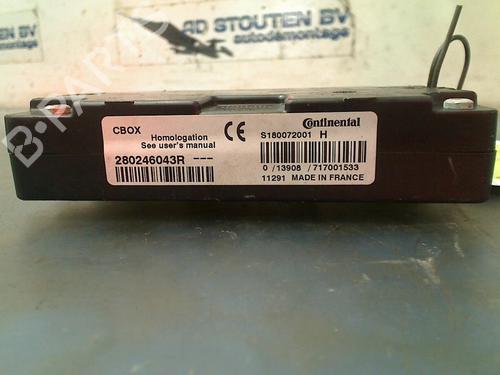 AD STOUTEN BV
autodemontage
B-PARTS
CBOX
Homologation
See user's manual
CE
Continental
S180072001 H
280246043R ---
0 / 13908 / 717001533
11291 MADE IN FRANCE